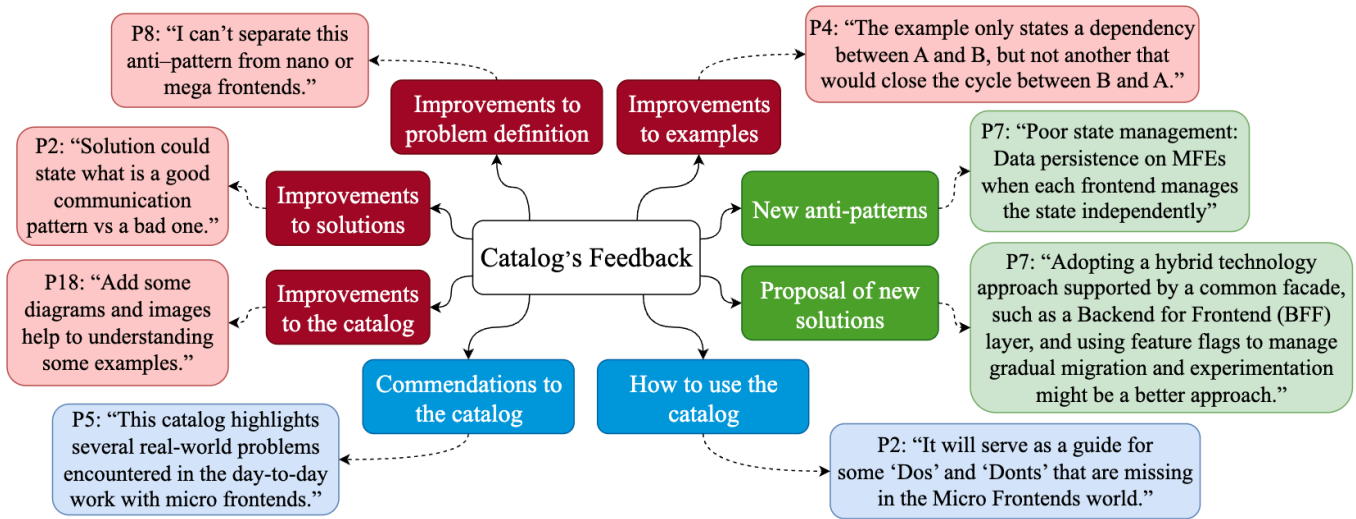 P8: “I can’t separate this
anti–pattern from nano or
mega frontends.”
P4: “The example only states a dependency
between A and B, but not another that
would close the cycle between B and A.”
Improvements to
problem definition
Improvements
to examples
P2: “Solution could
state what is a good
communication
pattern vs a bad one.”
Improvements
to solutions
New anti-patterns
P7: “Poor state management:
Data persistence on MFEs
when each frontend manages
the state independently”
Catalog’s Feedback
P18: “Add some
diagrams and images
help to understanding
some examples.”
Improvements
to the catalog
Proposal of new
solutions
P7: “Adopting a hybrid technology
approach supported by a common facade,
such as a Backend for Frontend (BFF)
layer, and using feature flags to manage
gradual migration and experimentation
might be a better approach.”
Commendations to
the catalog
How to use the
catalog
P5: “This catalog highlights
several real-world problems
encountered in the day-to-day
work with micro frontends.”
P2: “It will serve as a guide for
some ‘Dos’ and ‘Donts’ that are missing
in the Micro Frontends world.”